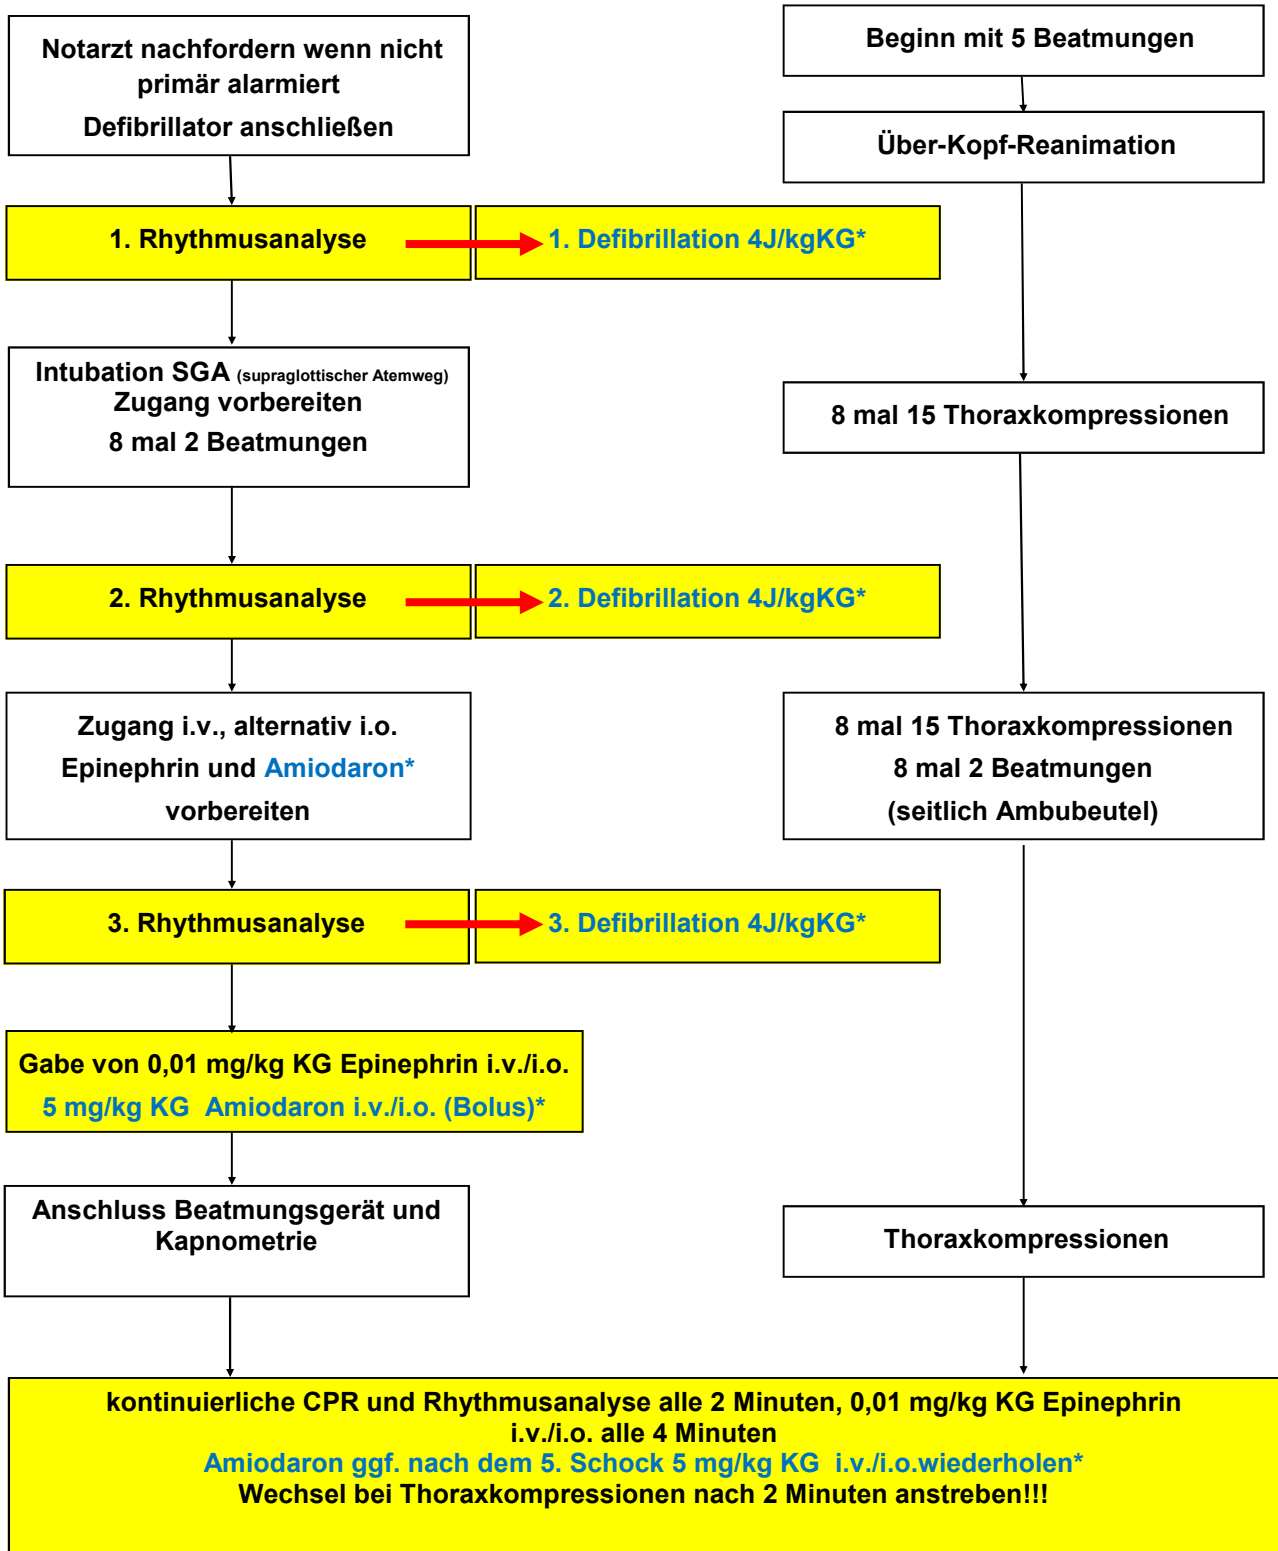 Notarzt nachfordern wenn nicht
primär alarmiert
Defibrillator anschließen
Beginn mit 5 Beatmungen
Über-Kopf-Reanimation
1. Rhythmusanalyse
1. Defibrillation 4J/kgKG*
Intubation SGA (supraglottischer Atemweg)
Zugang vorbereiten
8 mal 2 Beatmungen
8 mal 15 Thoraxkompressionen
2. Rhythmusanalyse
2. Defibrillation 4J/kgKG*
Zugang i.v., alternativ i.o.
Epinephrin und Amiodaron*
vorbereiten
8 mal 15 Thoraxkompressionen
8 mal 2 Beatmungen
(seitlich Ambubeutel)
3. Rhythmusanalyse
3. Defibrillation 4J/kgKG*
Gabe von 0,01 mg/kg KG Epinephrin i.v./i.o.
5 mg/kg KG  Amiodaron i.v./i.o. (Bolus)*
Anschluss Beatmungsgerät und
Kapnometrie
Thoraxkompressionen
kontinuierliche CPR und Rhythmusanalyse alle 2 Minuten, 0,01 mg/kg KG Epinephrin
i.v./i.o. alle 4 Minuten
Amiodaron ggf. nach dem 5. Schock 5 mg/kg KG  i.v./i.o.wiederholen*
Wechsel bei Thoraxkompressionen nach 2 Minuten anstreben!!!